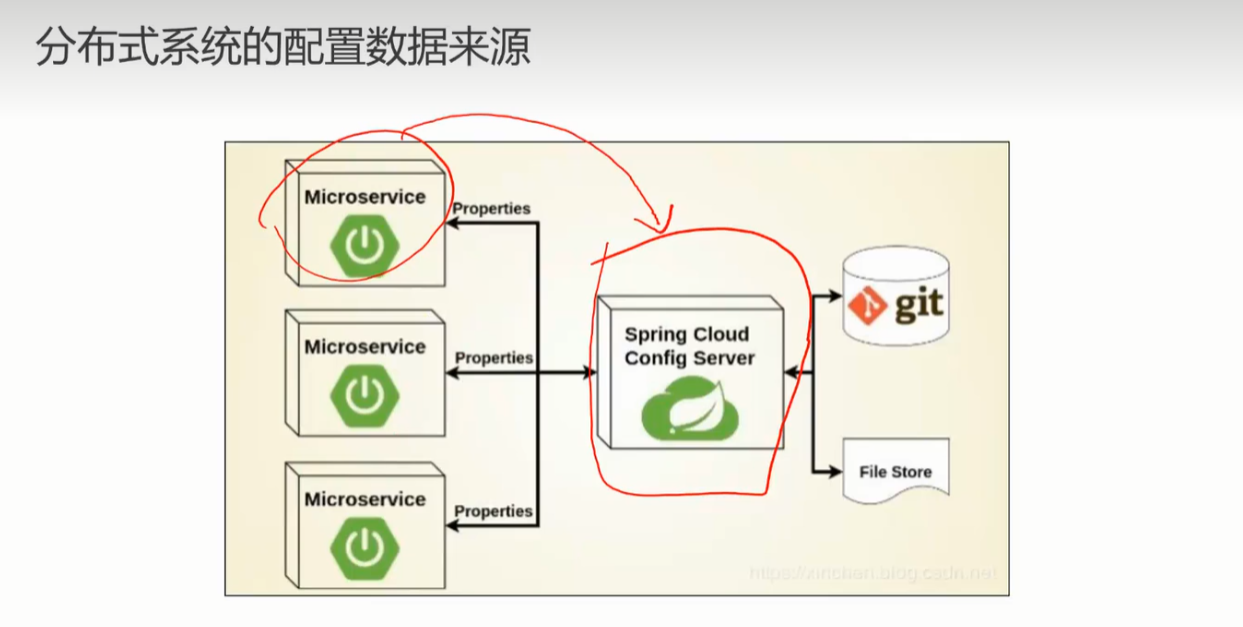 分布式系统的配置数据来源
Microservice
Properties
Microservice
Properties
Microservice
Properties
Spring Cloud
Config Server
git
File Store
https://xinchen.blog.csdn.net